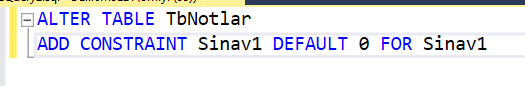 ALTER TABLE TbNotlar
ADD CONSTRAINT Sinav1 DEFAULT 0 FOR Sinav1